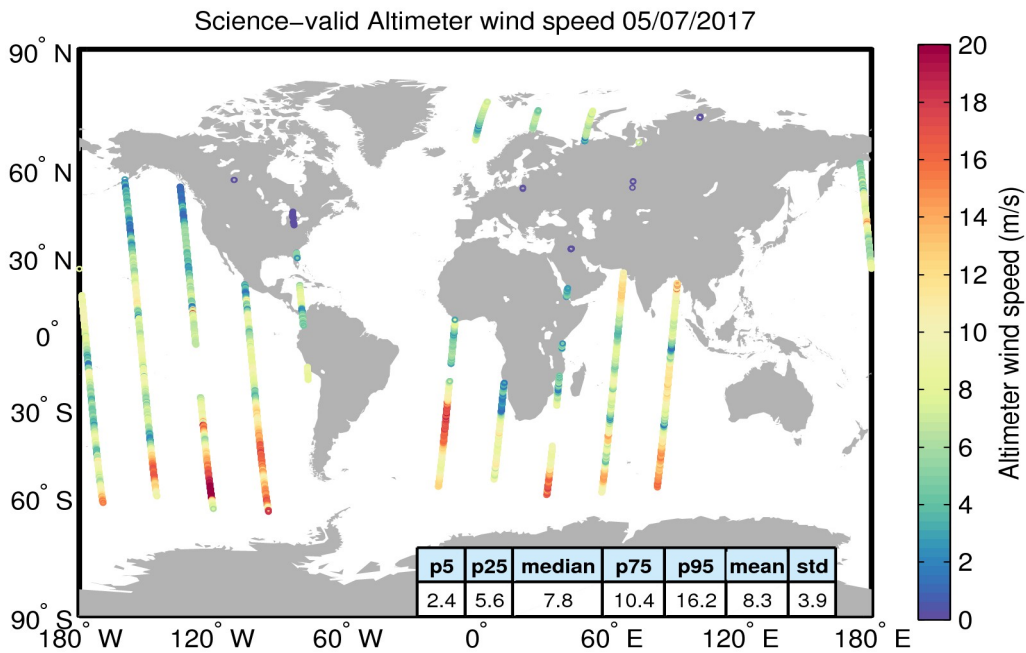 Science−valid Altimeter wind speed 05/07/2017
90° N
60° N
30° N
0°
30° S
60° S
90° S
180° W
120° W
60° W
0°
60° E
120° E
180° E
p5 p25 median p75 p95 mean std
2.4 5.6 7.8 10.4 16.2 8.3 3.9
20
18
16
14
12
10
8
6
4
2
0
Altimeter wind speed (m/s)